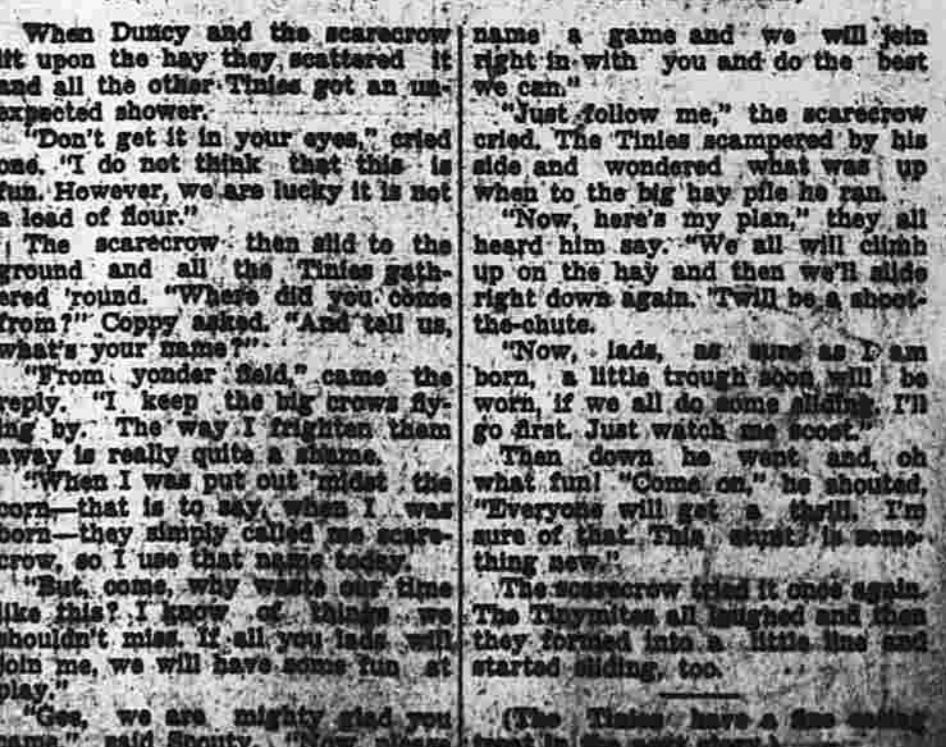 When Duncy and the scarecrow
lit upon the hay they scattered it
and all the other Tinies got an un-
expected shower.
"Don't get it in your eyes," cried
one. "I do not think that this is
fun. However, we are lucky it is not
a load of flour."
The scarecrow then slid to the
ground and all the Tinies gath-
ered 'round. "Where did you come
from?" Coppy asked. "And tell us,
what's your name?"
"From yonder field," came the
reply. "I keep the big crows fly-
ing by. The way I frighten them
away is really quite a shame.
"When I was put out 'midst the
corn—that is to say, when I was
born—they simply called me scare-
crow, so I use that name today.
"But, come, why waste our time
like this? I know of things we
shouldn't miss. If all you lads will
join me, we will have some fun at
play."
"Gee, we are mighty glad you
came," said Spouty. "Now please
name a game and we will join
right in with you and do the best
we can."
"Just follow me," the scarecrow
cried. The Tinies scampered by his
side and wondered what was up
when to the big hay pile he ran.
"Now, here's my plan," they all
heard him say. "We all will climb
up on the hay and then we'll slide
right down again. 'Twill be a shoot-
the-chute.
"Now, lads, as sure as I am
born, a little trough soon will be
worn, if we all do some sliding. I'll
go first. Just watch me scoot."
Then down he went and, oh
what fun! "Come on," he shouted,
"Everyone will get a thrill. I'm
sure of that. This stunt is some-
thing new."
The scarecrow tried it once again.
The Tinymites all laughed and then
they formed into a little line and
started sliding, too.
(The Tinies have a fine